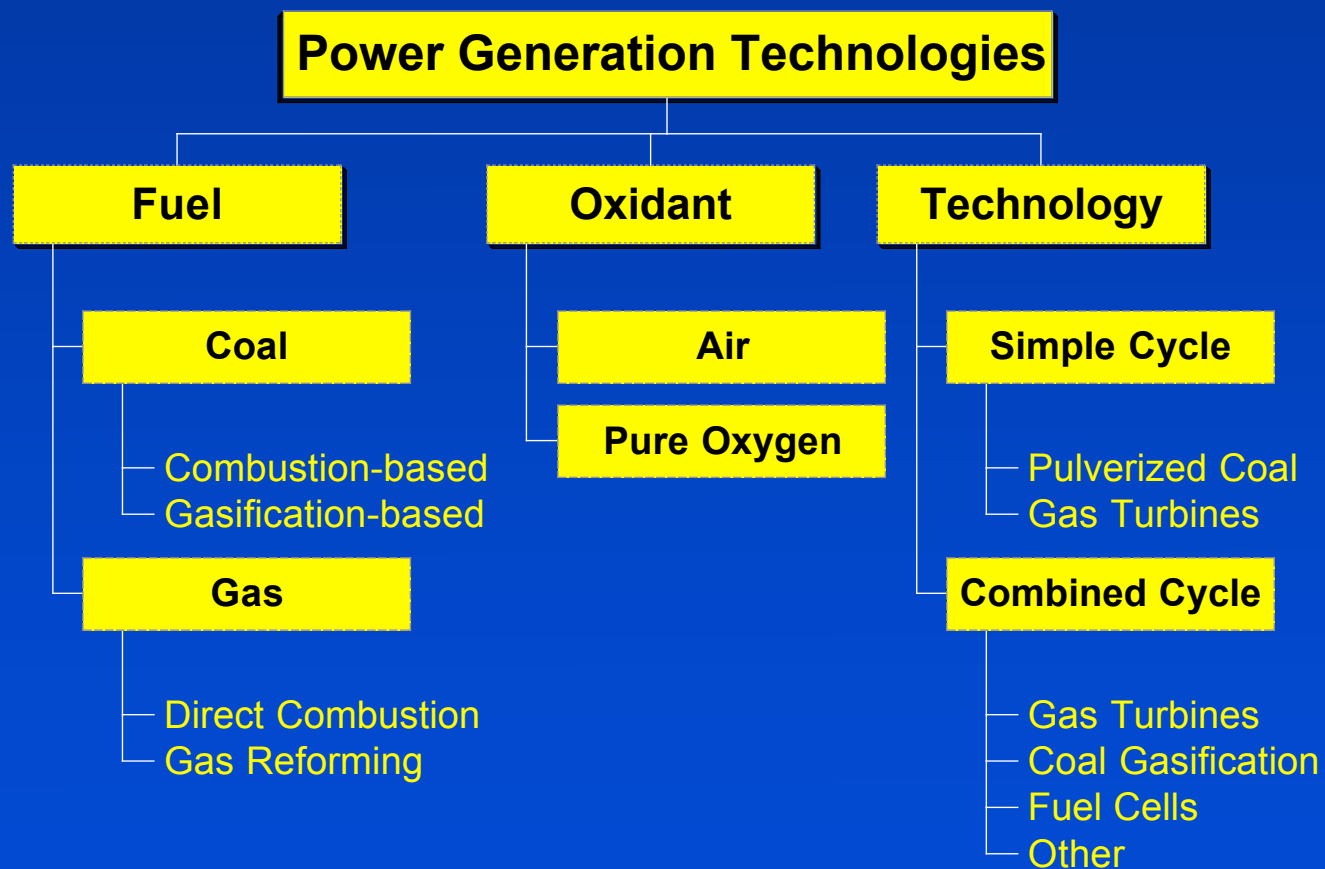 Power Generation Technologies
Fuel
Coal
Combustion-based
Gasification-based
Gas
Direct Combustion
Gas Reforming
Oxidant
Air
Pure Oxygen
Technology
Simple Cycle
Pulverized Coal
Gas Turbines
Combined Cycle
Gas Turbines
Coal Gasification
Fuel Cells
Other